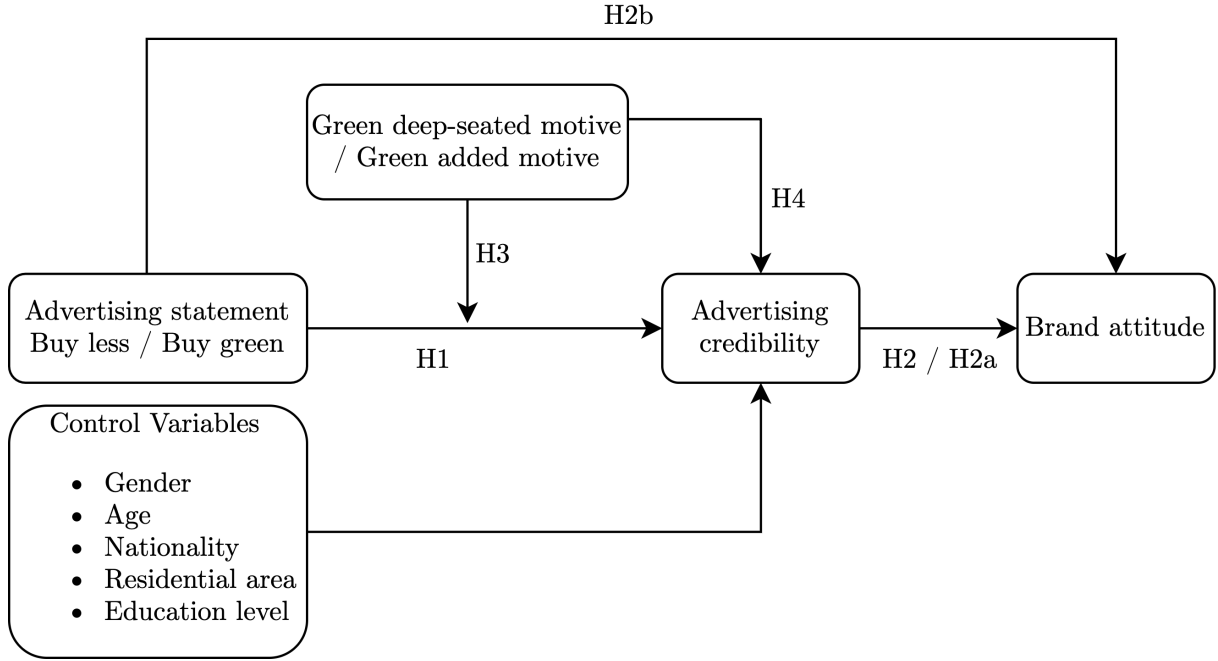 H2b
Green deep-seated motive
/ Green added motive
H4
H3
Advertising statement
Buy less / Buy green
Advertising
credibility
Brand attitude
H1
H2 / H2a
Control Variables
• Gender
• Age
• Nationality
• Residential area
• Education level